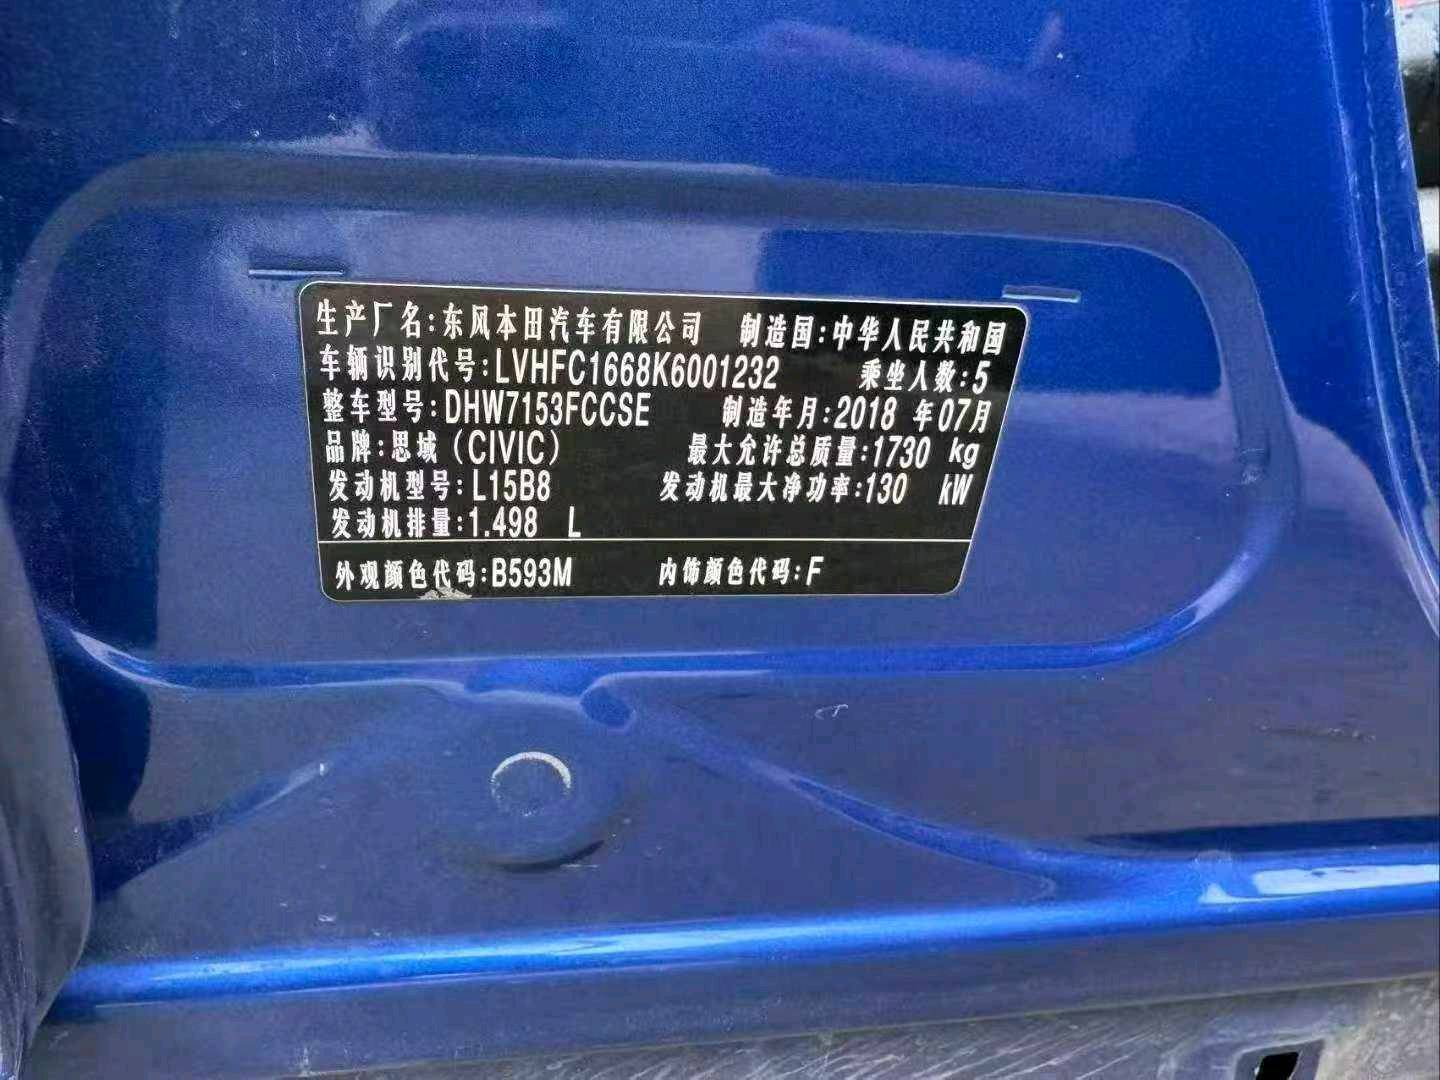 生产厂名:东风本田汽车有限公司 制造国:中华人民共和国
车辆识别代号:LVHFC1668K6001232 乘坐人数:5
整车型号:DHW7153FCCSE 制造年月:2018 年07月
品牌:思域(CIVIC) 最大允许总质量:1730 kg
发动机型号:L15B8 发动机最大净功率:130 kW
发动机排量:1.498 L
外观颜色代码:B593M 内饰颜色代码:F